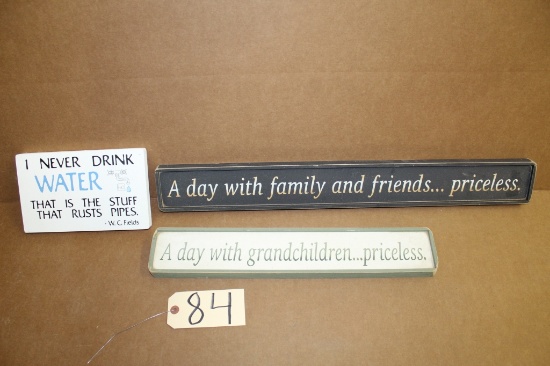 I NEVER DRINK
WATER
THAT IS THE STUFF
THAT RUSTS PIPES.
- W.C. Fields
A day with family and friends... priceless.
A day with grandchildren...priceless.
84